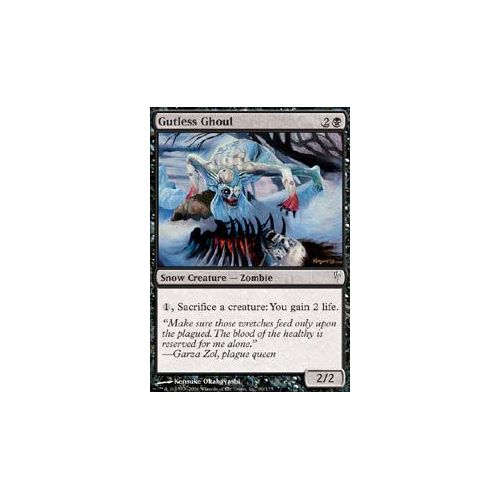 Gutless Ghoul 2
Snow Creature — Zombie
1, Sacrifice a creature: You gain 2 life.
"Make sure those wretches feed only upon
the plagued. The blood of the healthy is
reserved for me alone."
—Garza Zol, plague queen
2/2
Kensuke Okabayashi